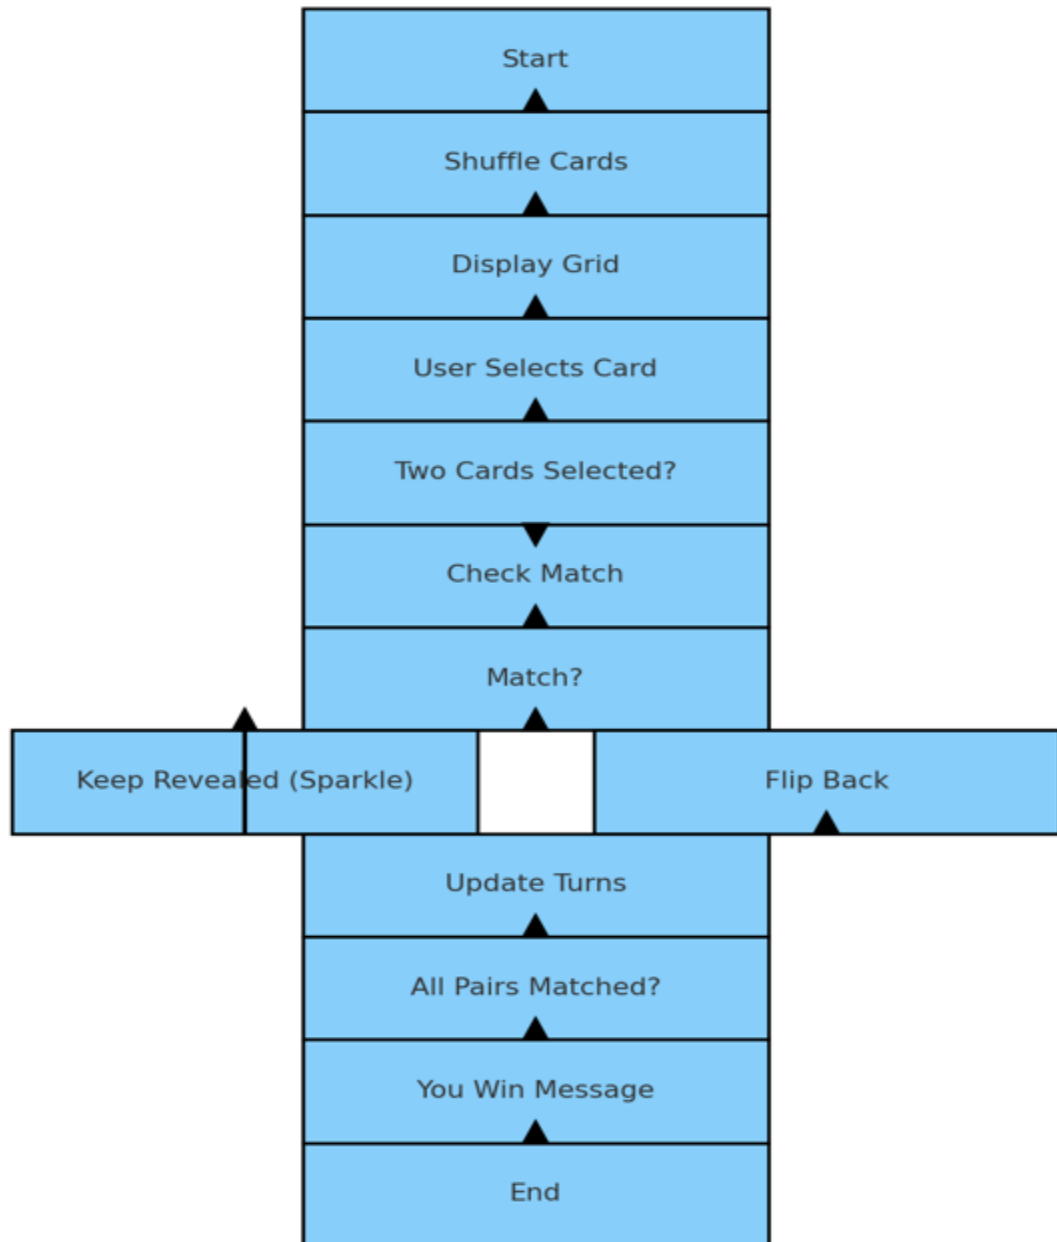 Start
Shuffle Cards
Display Grid
User Selects Card
Two Cards Selected?
Check Match
Match?
Keep Revealed (Sparkle)
Flip Back
Update Turns
All Pairs Matched?
You Win Message
End